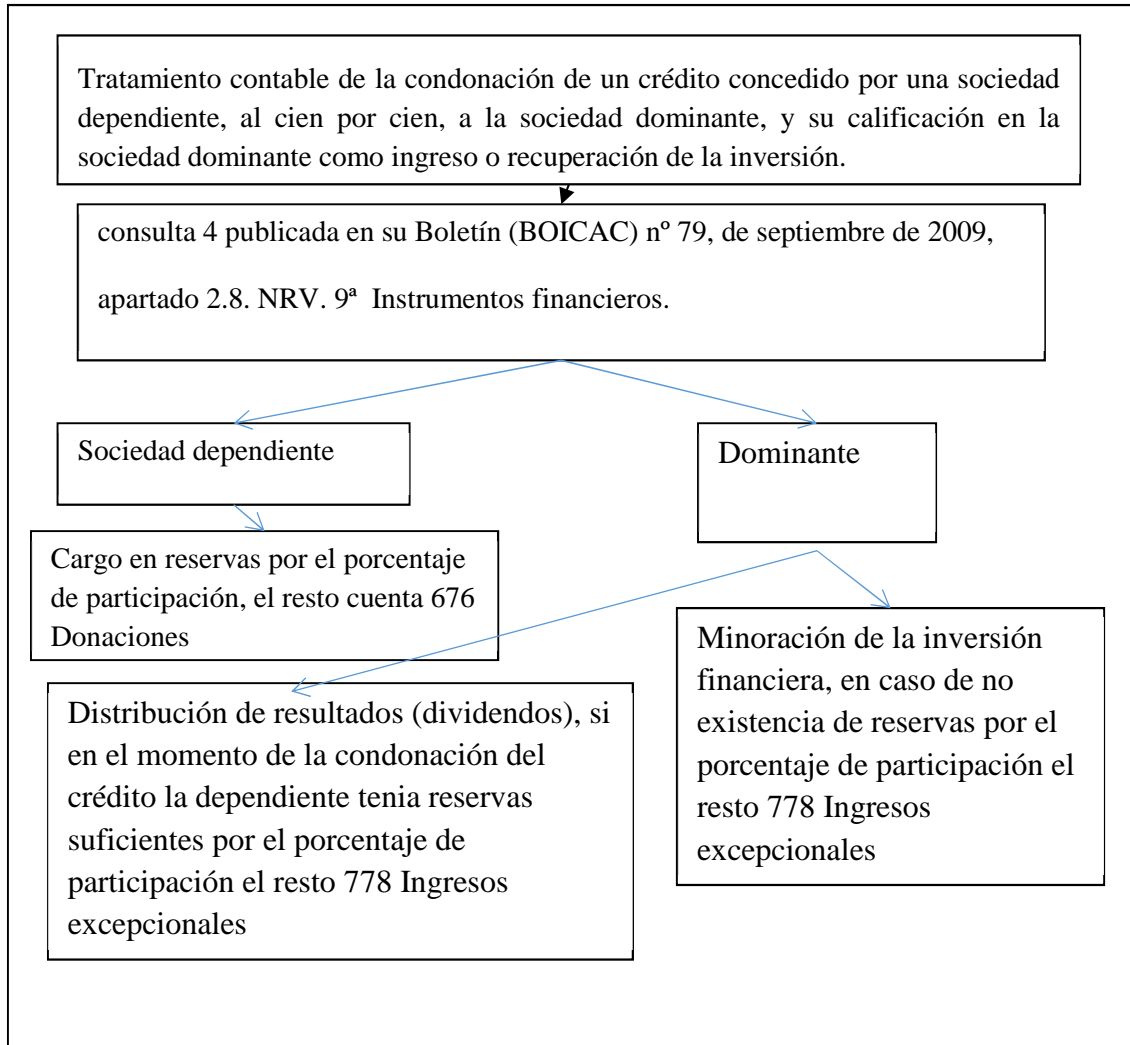 Tratamiento contable de la condonación de un crédito concedido por una sociedad
dependiente, al cien por cien, a la sociedad dominante, y su calificación en la
sociedad dominante como ingreso o recuperación de la inversión.
consulta 4 publicada en su Boletín (BOICAC) nº 79, de septiembre de 2009,
apartado 2.8. NRV. 9ª Instrumentos financieros.
Sociedad dependiente
Dominante
Cargo en reservas por el porcentaje
de participación, el resto cuenta 676
Donaciones
Distribución de resultados (dividendos), si
en el momento de la condonación del
crédito la dependiente tenia reservas
suficientes por el porcentaje de
participación el resto 778 Ingresos
excepcionales
Minoración de la inversión
financiera, en caso de no
existencia de reservas por el
porcentaje de participación el
resto 778 Ingresos
excepcionales